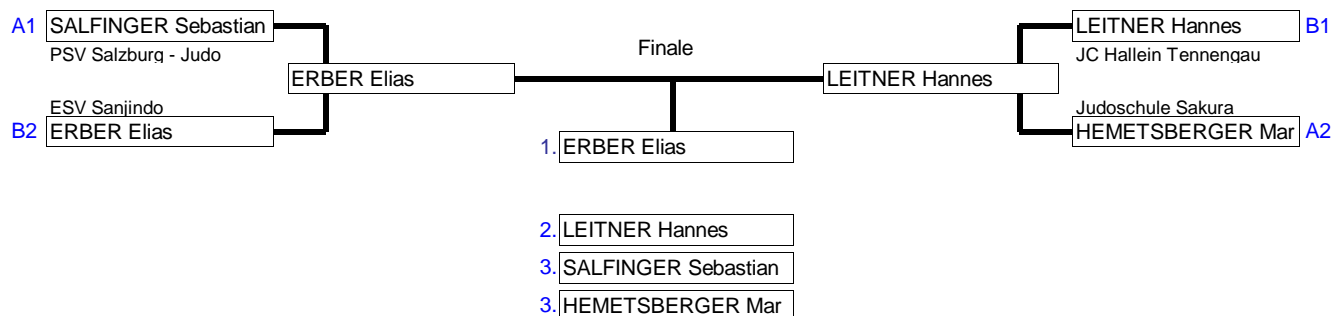 A1 SALFINGER Sebastian
PSV Salzburg - Judo
ERBER Elias
ESV Sanjindo
B2 ERBER Elias
Finale
LEITNER Hannes B1
JC Hallein Tennengau
LEITNER Hannes
Judoschule Sakura
HEMETSBERGER Mar A2
1. ERBER Elias
2. LEITNER Hannes
3. SALFINGER Sebastian
3. HEMETSBERGER Mar